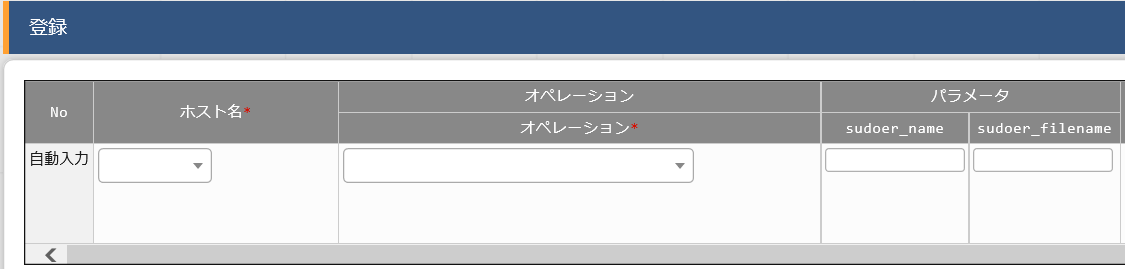 登録
No
ホスト名*
オペレーション
オペレーション*
パラメータ
sudoer_name
sudoer_filename
自動入力